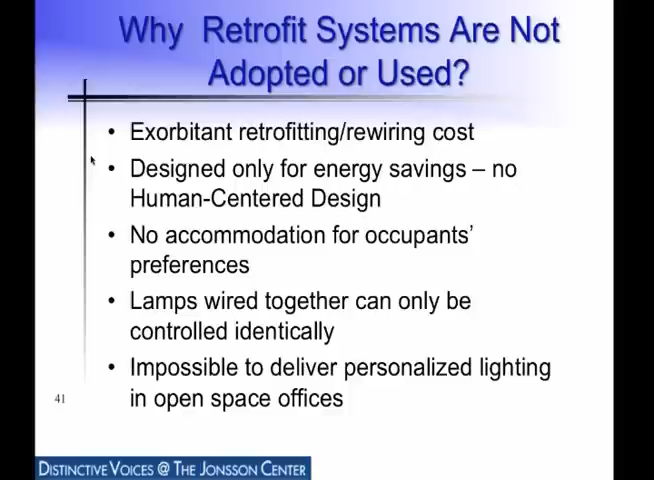 Why Retrofit Systems Are Not
Adopted or Used?
• Exorbitant retrofitting/rewiring cost
• Designed only for energy savings – no
Human-Centered Design
• No accommodation for occupants’
preferences
• Lamps wired together can only be
controlled identically
• Impossible to deliver personalized lighting
in open space offices
41
DISTINCTIVE VOICES @ THE JONSSON CENTER